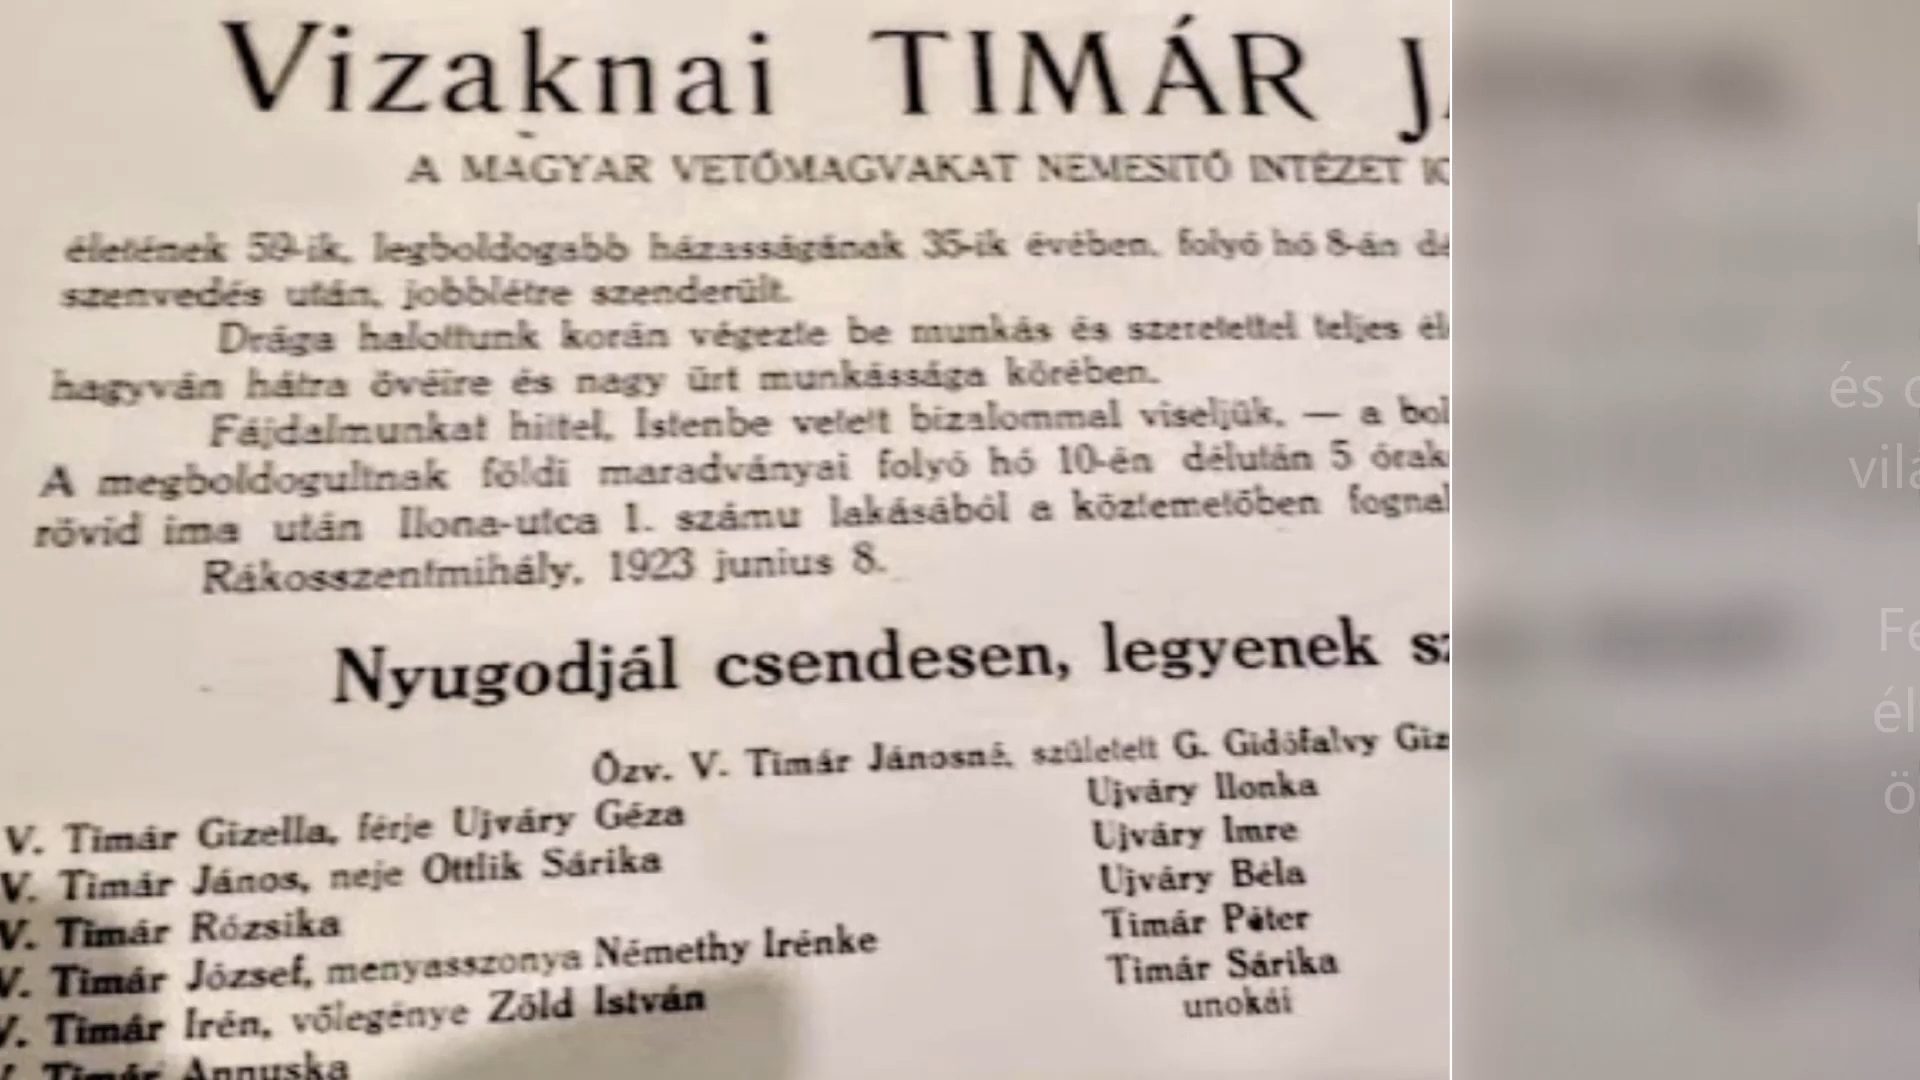 Vizaknai TIMÁR J
A MAGYAR VETŐMAGVAKAT NEMESITŐ INTÉZET
életének 59-ik, legboldogabb házasságának 35-ik évében, folyó hó 8-án
szenvedés után, jobblétre szenderült.
Drága halottunk korán végezte be munkás és szeretettel teljes
hagyván hátra övéire és nagy űrt munkássága körében.
Fájdalmunkat hittel, Istenbe vetett bizalommal viseljük, — a
A megboldogultnak földi maradványai folyó hó 10-én délután 5
rövid ima után Ilona-utca 1. számu lakásából a köztemetőben
Rákosszentmihály, 1923 junius 8.
Nyugodjál csendesen, legyenek
Özv. V. Timár Jánosné, született G. Gidófalvy
V. Timár Gizella, férje Ujváry Géza
V. Timár János, neje Ottlik Sárika
V. Timár Rózsika
V. Timár József, menyasszonya Némethy Irénke
V. Timár Irén, vőlegénye Zöld István
Timár Annuska
Ujváry Ilonka
Ujváry Imre
Ujváry Béla
Timár Péter
Timár Sárika
unokái
és